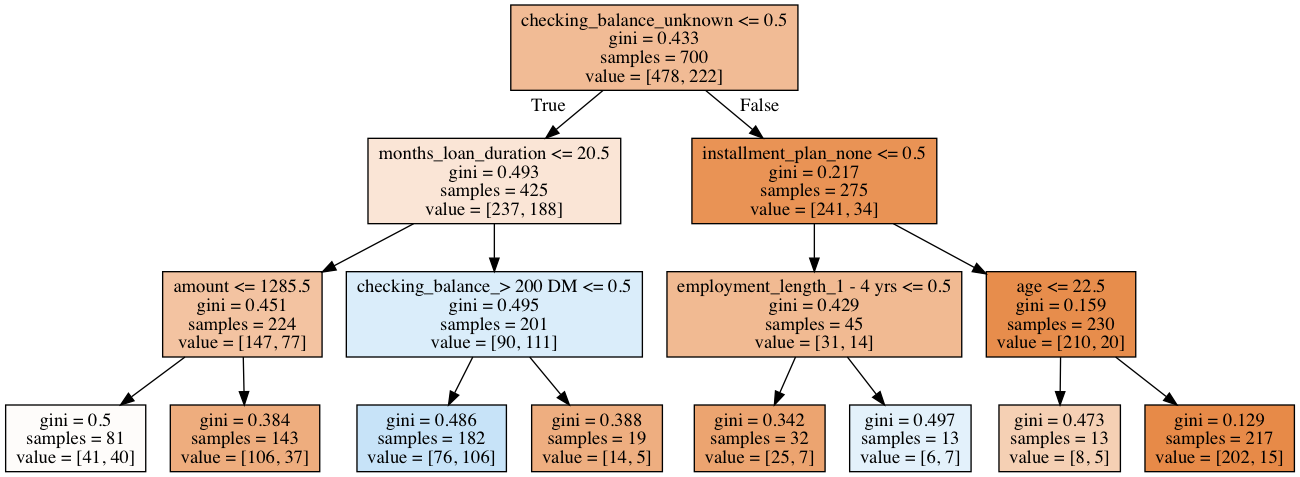 checking_balance_unknown <= 0.5
gini = 0.433
samples = 700
value = [478, 222]
True
False
months_loan_duration <= 20.5
gini = 0.493
samples = 425
value = [237, 188]
installment_plan_none <= 0.5
gini = 0.217
samples = 275
value = [241, 34]
amount <= 1285.5
gini = 0.451
samples = 224
value = [147, 77]
checking_balance_> 200 DM <= 0.5
gini = 0.495
samples = 201
value = [90, 111]
employment_length_1 - 4 yrs <= 0.5
gini = 0.429
samples = 45
value = [31, 14]
age <= 22.5
gini = 0.159
samples = 230
value = [210, 20]
gini = 0.5
samples = 81
value = [41, 40]
gini = 0.384
samples = 143
value = [106, 37]
gini = 0.486
samples = 182
value = [76, 106]
gini = 0.388
samples = 19
value = [14, 5]
gini = 0.342
samples = 32
value = [25, 7]
gini = 0.497
samples = 13
value = [6, 7]
gini = 0.473
samples = 13
value = [8, 5]
gini = 0.129
samples = 217
value = [202, 15]